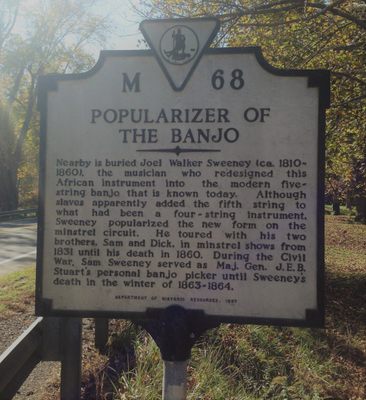 M 68
POPULARIZER OF
THE BANJO
Nearby is buried Joel Walker Sweeney (ca. 1810-
1860), the musician who redesigned this
African instrument into the modern five-
string banjo that is known today. Although
slaves apparently added the fifth string to
what had been a four-string instrument,
Sweeney popularized the new form on the
minstrel circuit. He toured with his two
brothers, Sam and Dick, in minstrel shows from
1831 until his death in 1860. During the Civil
War, Sam Sweeney served as Maj. Gen. J.E.B.
Stuart's personal banjo picker until Sweeney's
death in the winter of 1863-1864.
DEPARTMENT OF HISTORIC RESOURCES, 1997